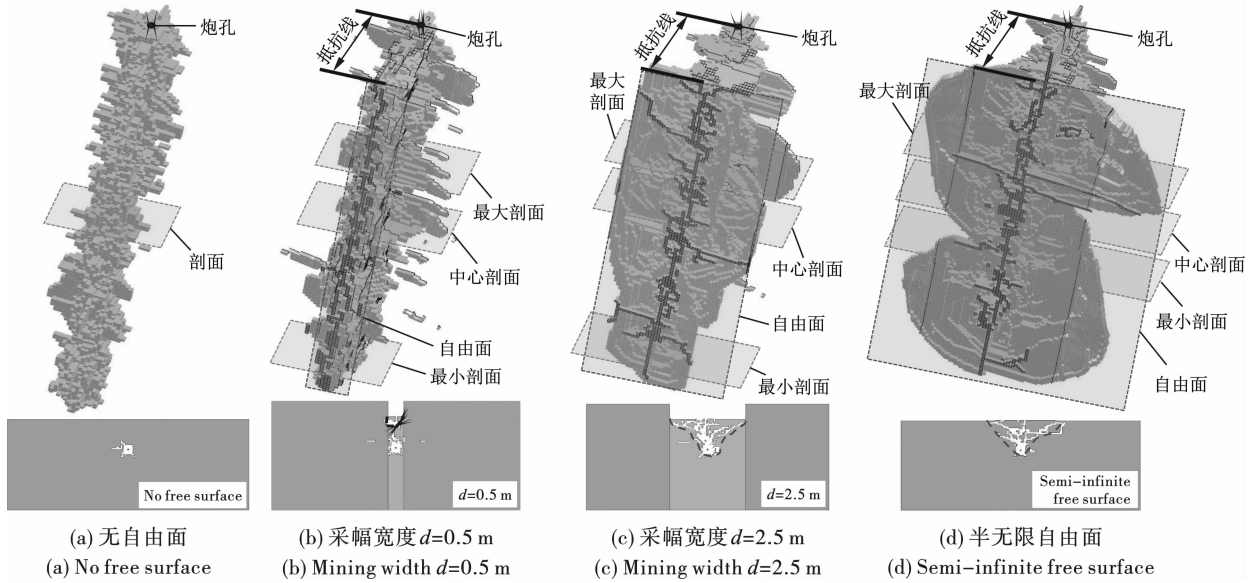 炮孔
剖面
No free surface
(a) 无自由面
(a) No free surface
炮孔
抵抗线
最大剖面
中心剖面
自由面
最小剖面
d=0.5 m
(b) 采幅宽度d=0.5 m
(b) Mining width d=0.5 m
炮孔
抵抗线
最大
剖面
中心剖面
自由面
最小剖面
d=2.5 m
(c) 采幅宽度d=2.5 m
(c) Mining width d=2.5 m
炮孔
抵抗线
最大剖面
中心剖面
最小剖面
自由面
Semi-infinite
free surface
(d) 半无限自由面
(d) Semi-infinite free surface